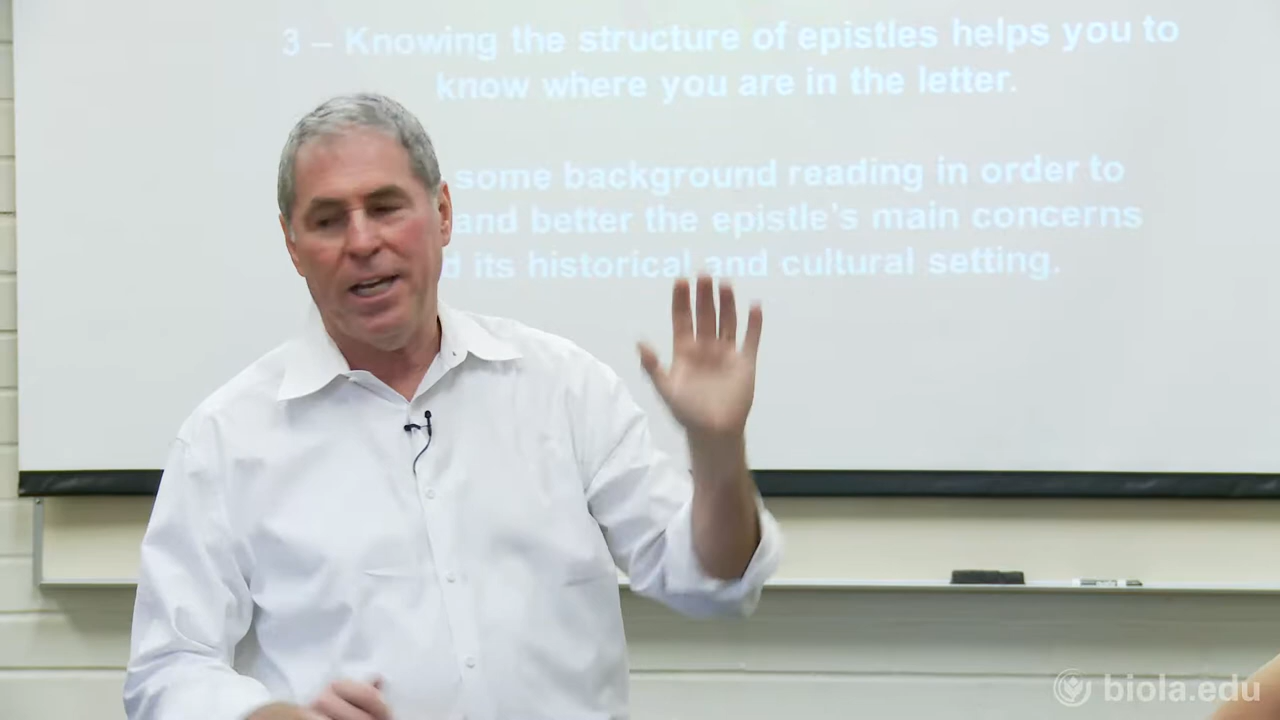 3 – Knowing the structure of epistles helps you to
know where you are in the letter.
some background reading in order to
and better the epistle's main concerns
its historical and cultural setting.
biola.edu